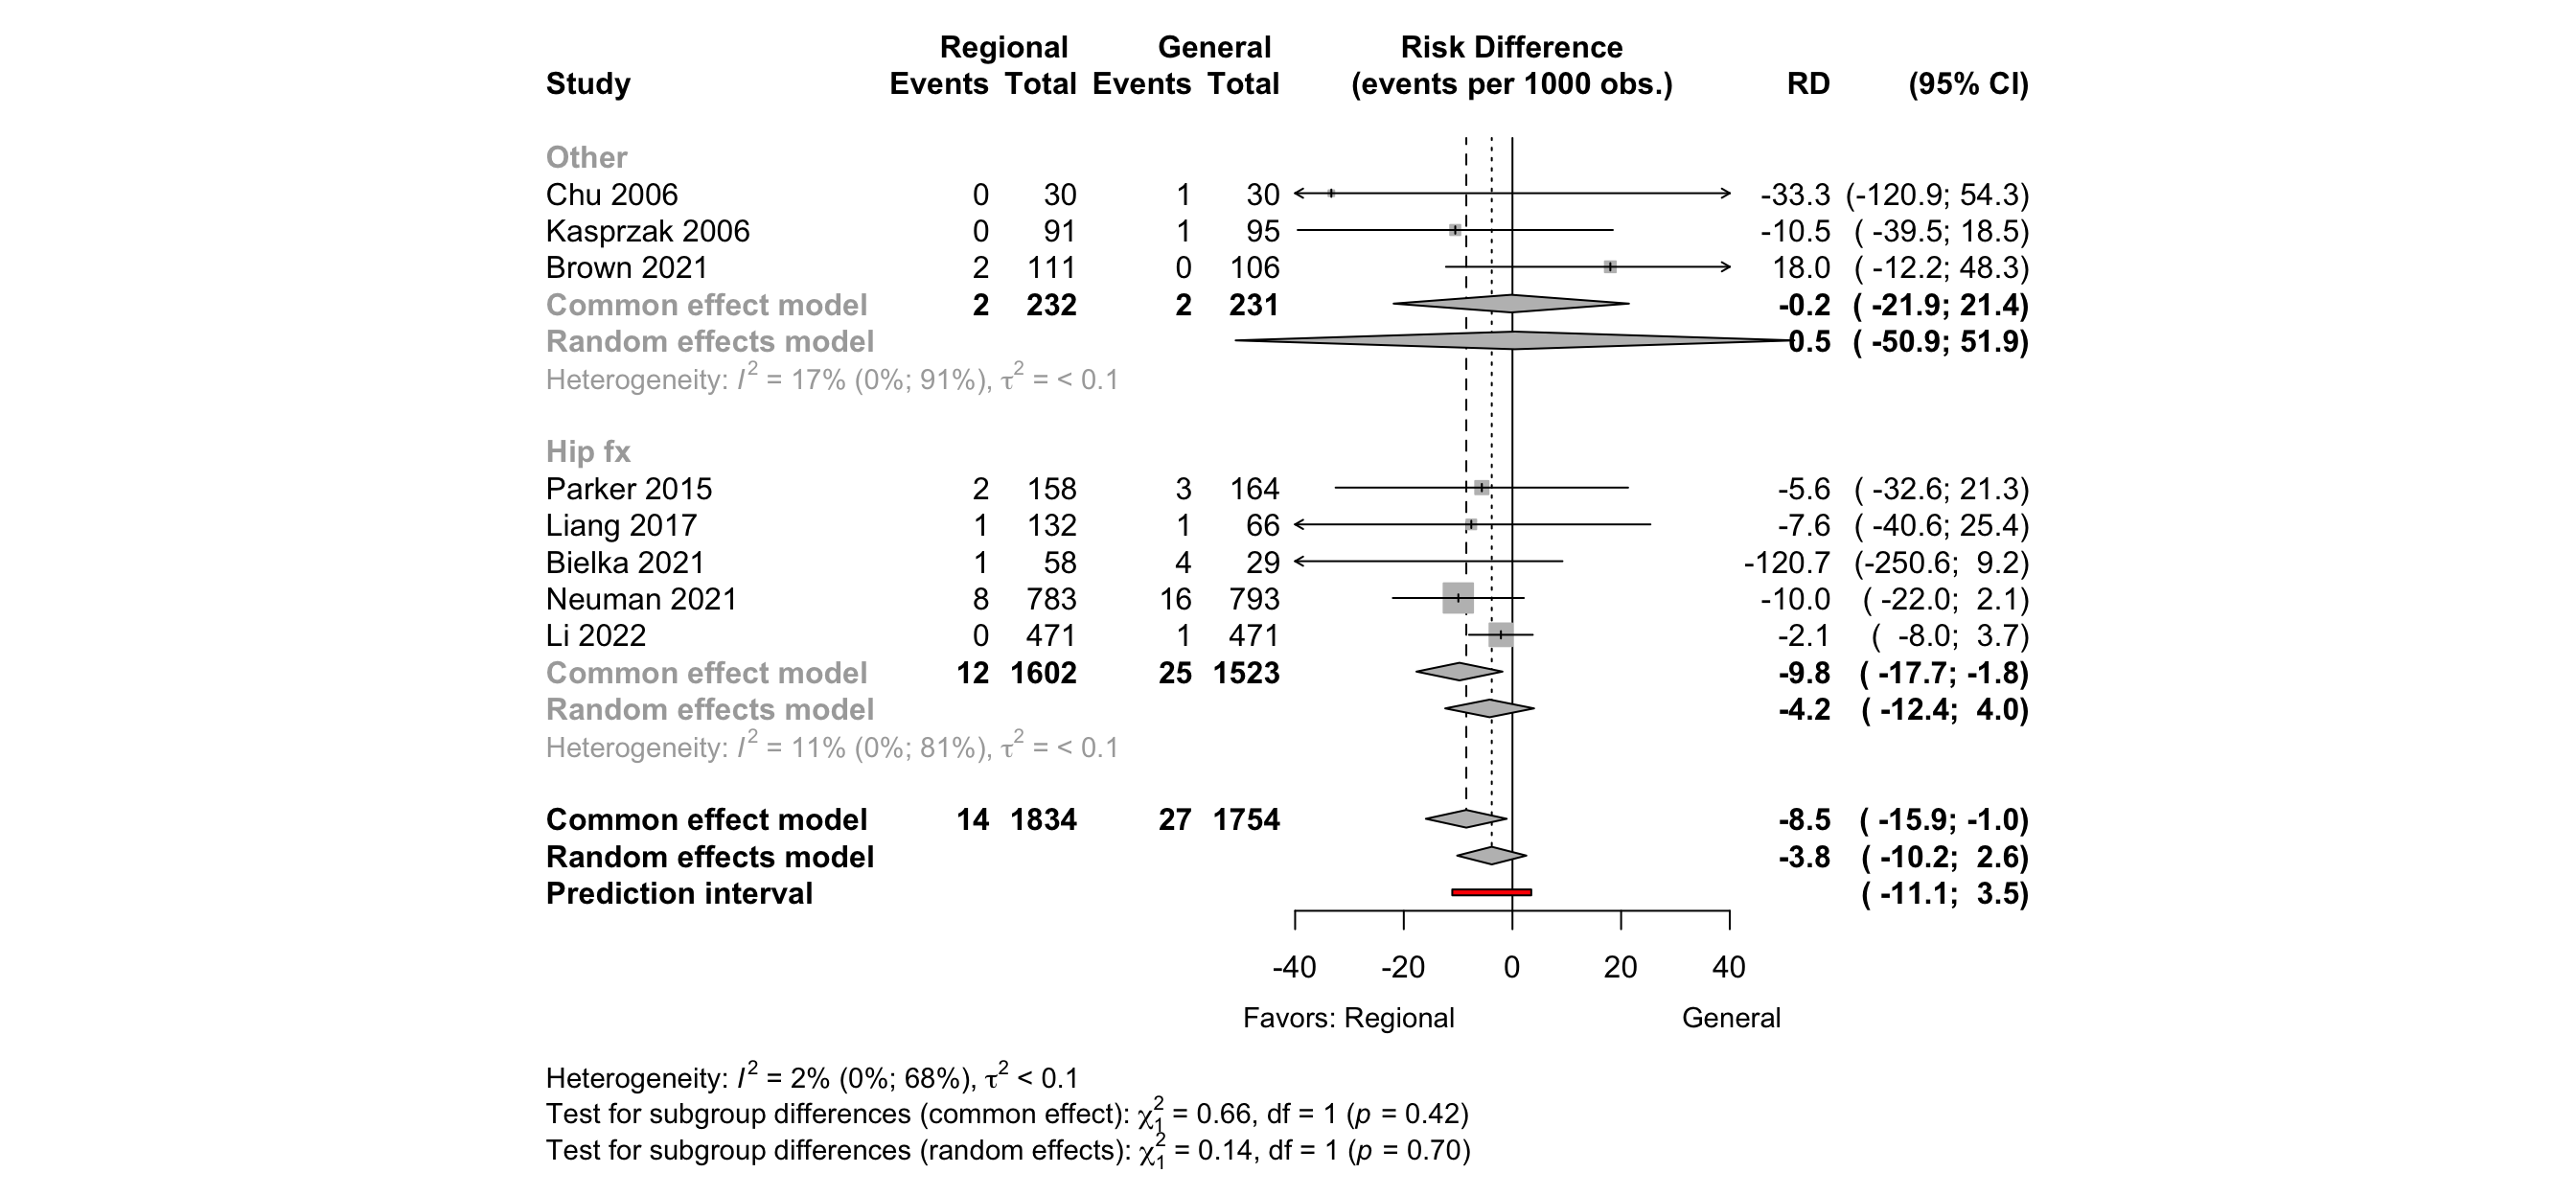 Regional General Risk Difference
Study Events Total Events Total (events per 1000 obs.) RD (95% CI)
Other
Chu 2006 0 30 1 30 -33.3 (-120.9; 54.3)
Kasprzak 2006 0 91 1 95 -10.5 ( -39.5; 18.5)
Brown 2021 2 111 0 106 18.0 ( -12.2; 48.3)
Common effect model 2 232 2 231 -0.2 ( -21.9; 21.4)
Random effects model 0.5 ( -50.9; 51.9)
Heterogeneity: I² = 17% (0%; 91%), τ² = < 0.1
Hip fx
Parker 2015 2 158 3 164 -5.6 ( -32.6; 21.3)
Liang 2017 1 132 1 66 -7.6 ( -40.6; 25.4)
Bielka 2021 1 58 4 29 -120.7 (-250.6; 9.2)
Neuman 2021 8 783 16 793 -10.0 ( -22.0; 2.1)
Li 2022 0 471 1 471 -2.1 ( -8.0; 3.7)
Common effect model 12 1602 25 1523 -9.8 ( -17.7; -1.8)
Random effects model -4.2 ( -12.4; 4.0)
Heterogeneity: I² = 11% (0%; 81%), τ² = < 0.1
Common effect model 14 1834 27 1754 -8.5 ( -15.9; -1.0)
Random effects model -3.8 ( -10.2; 2.6)
Prediction interval ( -11.1; 3.5)
-40 -20 0 20 40
Favors: Regional General
Heterogeneity: I² = 2% (0%; 68%), τ² < 0.1
Test for subgroup differences (common effect): χ²₁ = 0.66, df = 1 (p = 0.42)
Test for subgroup differences (random effects): χ²₁ = 0.14, df = 1 (p = 0.70)